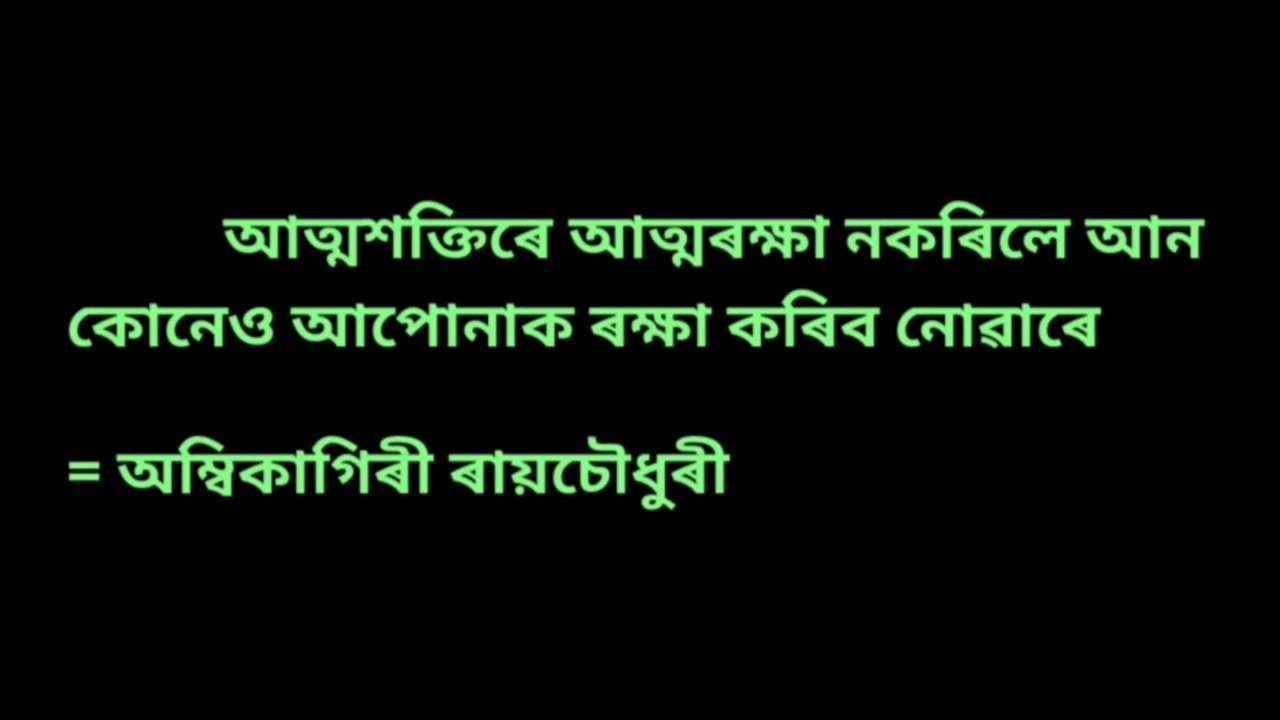 আত্মশক্তিৰে আত্মৰক্ষা নকৰিলে আন
কোনেও আপোনাক ৰক্ষা কৰিব নোৱাৰে
= অম্বিকাগিৰী ৰায়চৌধুৰী